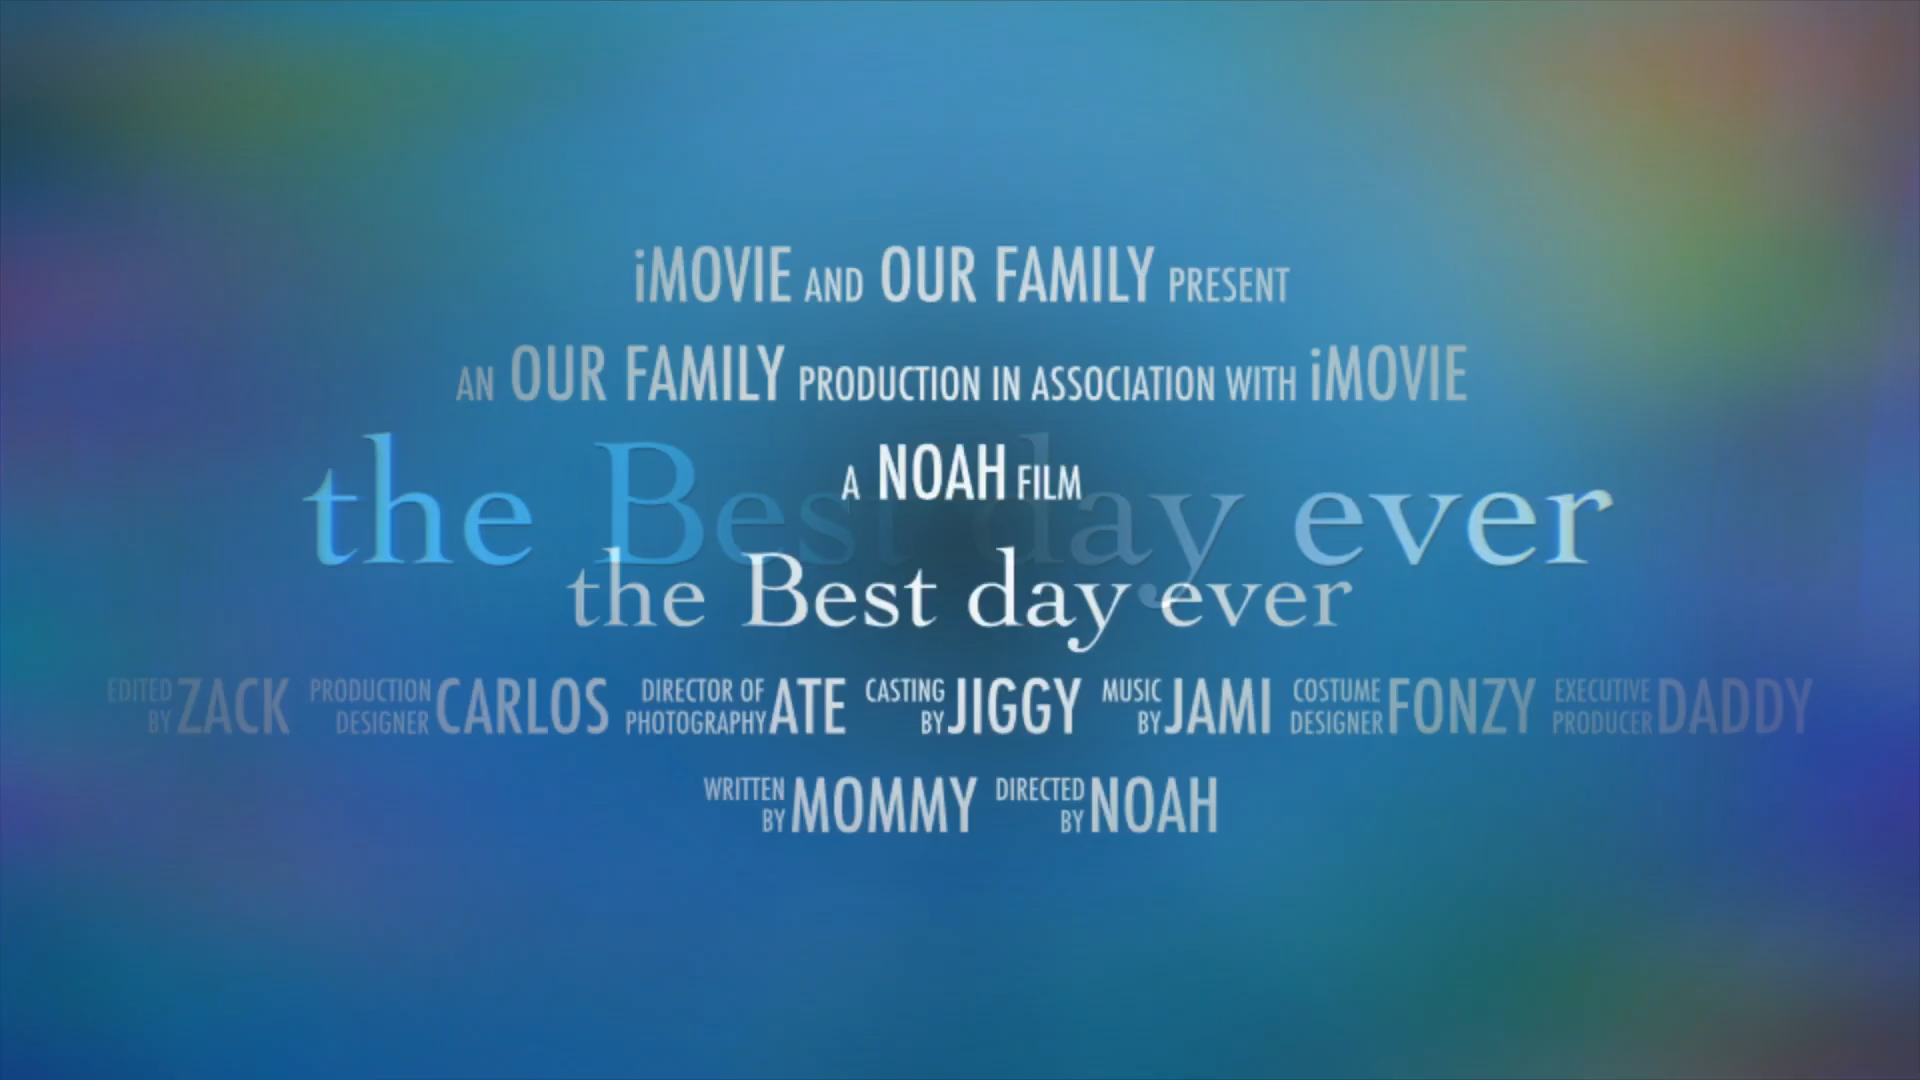 iMOVIE AND OUR FAMILY PRESENT
AN OUR FAMILY PRODUCTION IN ASSOCIATION WITH iMOVIE
A NOAH FILM
the Best day ever
the Best day ever
EDITED BY ZACK PRODUCTION DESIGNER CARLOS DIRECTOR OF PHOTOGRAPHY ATE CASTING BY JIGGY MUSIC BY JAMI COSTUME DESIGNER FONZY EXECUTIVE PRODUCER DADDY
WRITTEN BY MOMMY DIRECTED BY NOAH